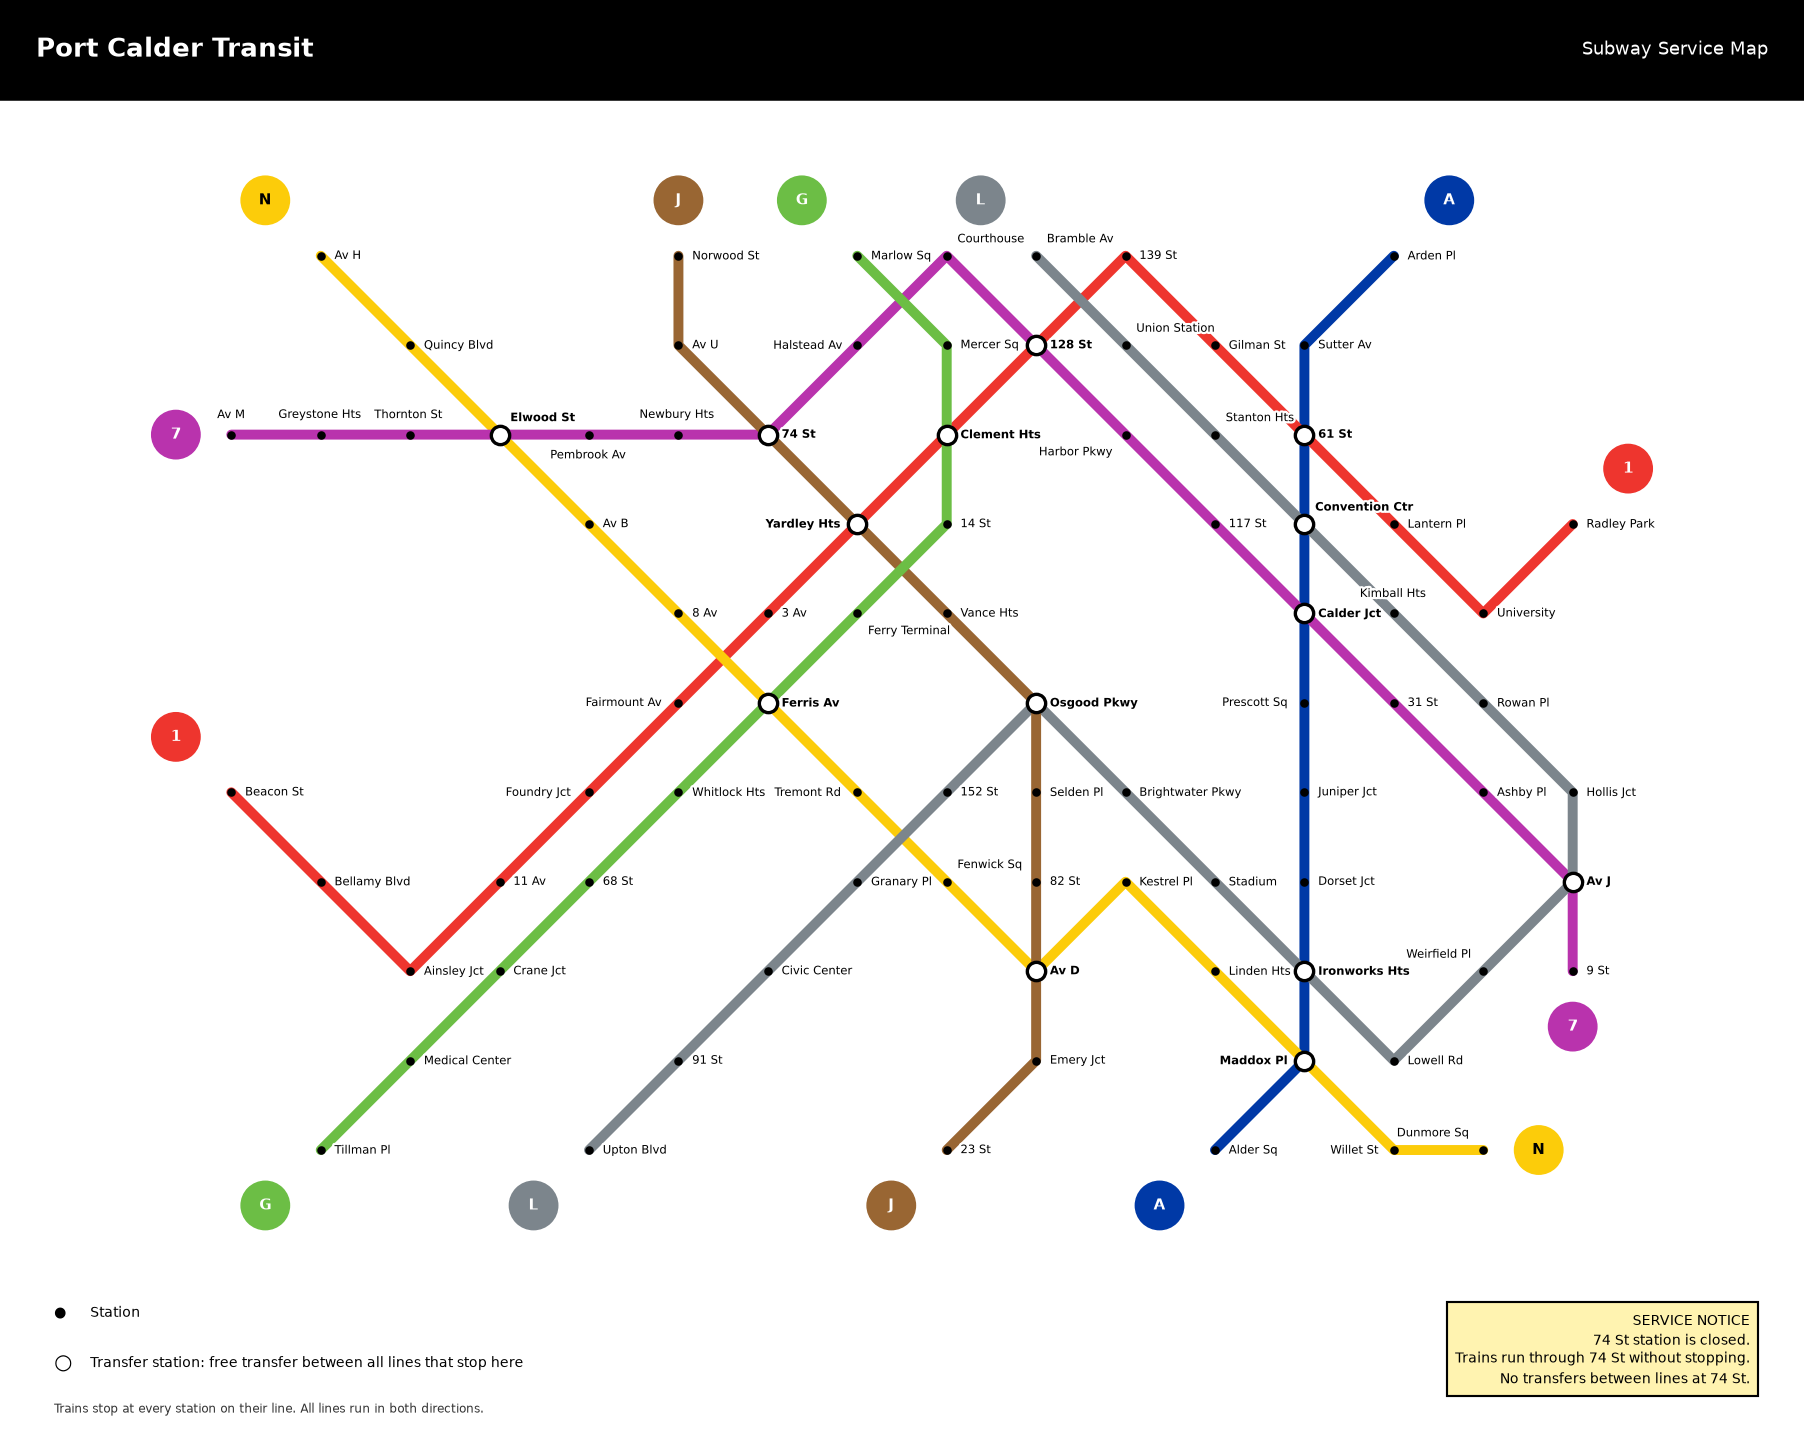 Port Calder Transit
Subway Service Map
N
J
G
L
A
Courthouse
Bramble Av
Av H
Norwood St
Marlow Sq
139 St
Arden Pl
Union Station
Quincy Blvd
Av U
Halstead Av
Mercer Sq
128 St
Gilman St
Sutter Av
Av M
Greystone Hts
Thornton St
Elwood St
Newbury Hts
Stanton Hts
7
74 St
Clement Hts
61 St
Pembrook Av
Harbor Pkwy
1
Convention Ctr
Av B
Yardley Hts
14 St
117 St
Lantern Pl
Radley Park
Kimball Hts
8 Av
3 Av
Vance Hts
Calder Jct
University
Ferry Terminal
Fairmount Av
Ferris Av
Osgood Pkwy
Prescott Sq
31 St
Rowan Pl
1
Beacon St
Foundry Jct
Whitlock Hts
Tremont Rd
152 St
Selden Pl
Brightwater Pkwy
Juniper Jct
Ashby Pl
Hollis Jct
Fenwick Sq
Bellamy Blvd
11 Av
68 St
Granary Pl
82 St
Kestrel Pl
Stadium
Dorset Jct
Av J
Weirfield Pl
Ainsley Jct
Crane Jct
Civic Center
Av D
Linden Hts
Ironworks Hts
9 St
7
Medical Center
91 St
Emery Jct
Maddox Pl
Lowell Rd
Dunmore Sq
Tillman Pl
Upton Blvd
23 St
Alder Sq
Willet St
N
G
L
J
A
Station
Transfer station: free transfer between all lines that stop here
Trains stop at every station on their line. All lines run in both directions.
SERVICE NOTICE
74 St station is closed.
Trains run through 74 St without stopping.
No transfers between lines at 74 St.